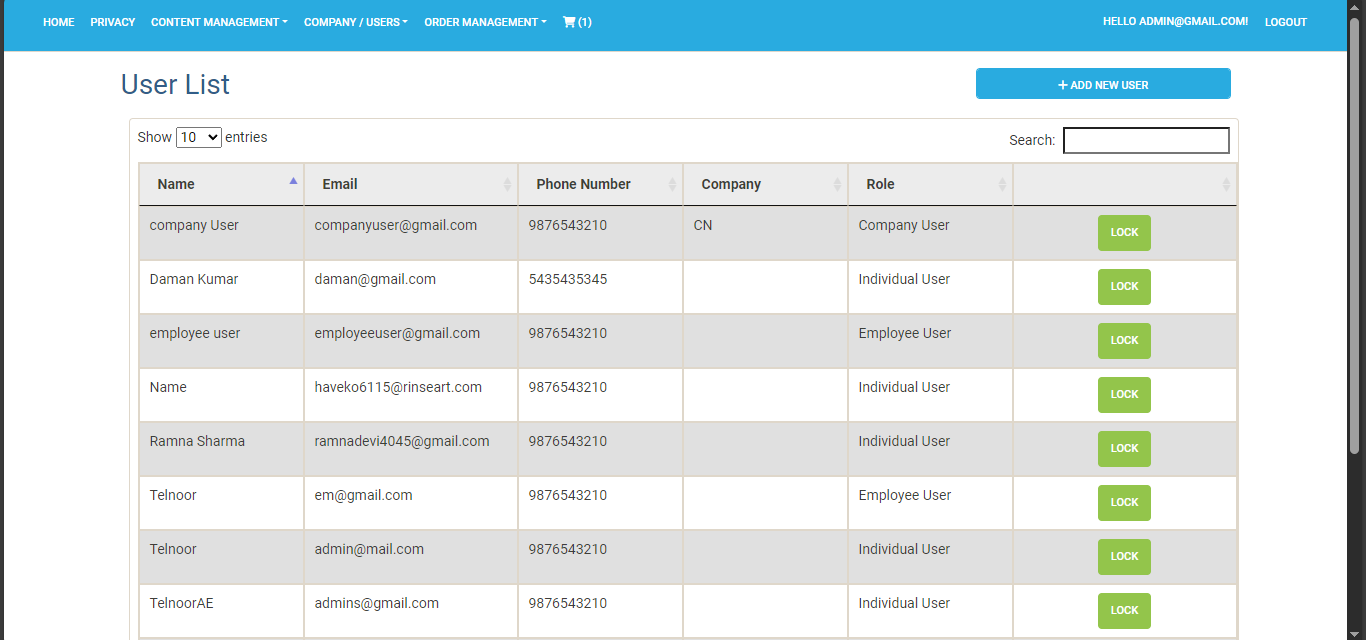 HOME PRIVACY CONTENT MANAGEMENT COMPANY / USERS ORDER MANAGEMENT (1) HELLO ADMIN@GMAIL.COM! LOGOUT
User List + ADD NEW USER
Show 10 entries Search:
Name Email Phone Number Company Role
company User companyuser@gmail.com 9876543210 CN Company User LOCK
Daman Kumar daman@gmail.com 5435435345 Individual User LOCK
employee user employeeuser@gmail.com 9876543210 Employee User LOCK
Name haveko6115@rinseart.com 9876543210 Individual User LOCK
Ramna Sharma ramnadevi4045@gmail.com 9876543210 Individual User LOCK
Telnoor em@gmail.com 9876543210 Employee User LOCK
Telnoor admin@mail.com 9876543210 Individual User LOCK
TelnoorAE admins@gmail.com 9876543210 Individual User LOCK